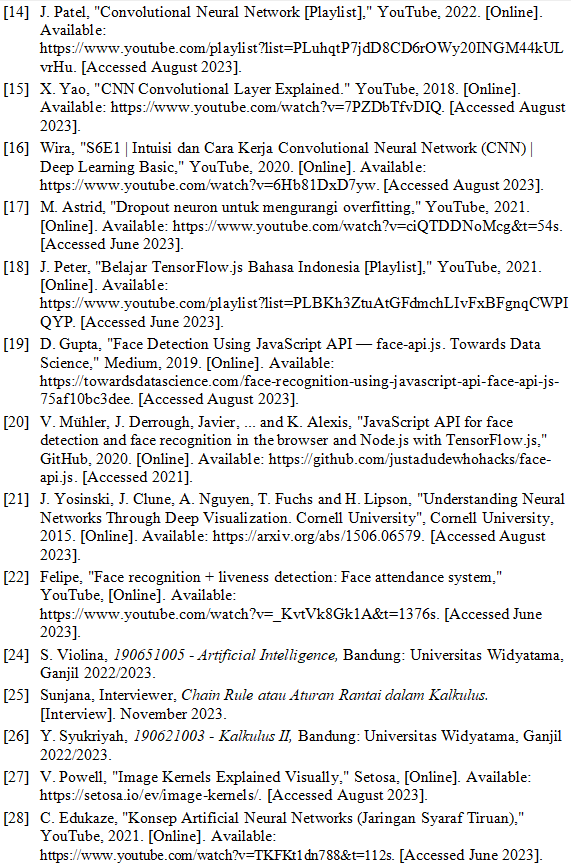 [14] J. Patel, "Convolutional Neural Network [Playlist]," YouTube, 2022. [Online].
Available:
https://www.youtube.com/playlist?list=PLuhqtP7jdD8CD6rOWy20INGM44kUL
vrHu. [Accessed August 2023].
[15] X. Yao, "CNN Convolutional Layer Explained." YouTube, 2018. [Online].
Available: https://www.youtube.com/watch?v=7PZDbTfvDIQ. [Accessed August
2023].
[16] Wira, "S6E1 | Intuisi dan Cara Kerja Convolutional Neural Network (CNN) |
Deep Learning Basic," YouTube, 2020. [Online]. Available:
https://www.youtube.com/watch?v=6Hb81DxD7yw. [Accessed August 2023].
[17] M. Astrid, "Dropout neuron untuk mengurangi overfitting," YouTube, 2021.
[Online]. Available: https://www.youtube.com/watch?v=ciQTDDNoMcg&t=54s.
[Accessed June 2023].
[18] J. Peter, "Belajar TensorFlow.js Bahasa Indonesia [Playlist]," YouTube, 2021.
[Online]. Available:
https://www.youtube.com/playlist?list=PLBKh3ZtuAtGFdmchLIvFxBFgnqCWPI
QYP. [Accessed June 2023].
[19] D. Gupta, "Face Detection Using JavaScript API — face-api.js. Towards Data
Science," Medium, 2019. [Online]. Available:
https://towardsdatascience.com/face-recognition-using-javascript-api-face-api-js-
75af10bc3dee. [Accessed August 2023].
[20] V. Mühler, J. Derrough, Javier, ... and K. Alexis, "JavaScript API for face
detection and face recognition in the browser and Node.js with TensorFlow.js,"
GitHub, 2020. [Online]. Available: https://github.com/justadudewhohacks/face-
api.js. [Accessed 2021].
[21] J. Yosinski, J. Clune, A. Nguyen, T. Fuchs and H. Lipson, "Understanding Neural
Networks Through Deep Visualization. Cornell University", Cornell University,
2015. [Online]. Available: https://arxiv.org/abs/1506.06579. [Accessed August
2023].
[22] Felipe, "Face recognition + liveness detection: Face attendance system,"
YouTube, [Online]. Available:
https://www.youtube.com/watch?v=_KvtVk8Gk1A&t=1376s. [Accessed June
2023].
[24] S. Violina, 190651005 - Artificial Intelligence, Bandung: Universitas Widyatama,
Ganjil 2022/2023.
[25] Sunjana, Interviewer, Chain Rule atau Aturan Rantai dalam Kalkulus.
[Interview]. November 2023.
[26] Y. Syukriyah, 190621003 - Kalkulus II, Bandung: Universitas Widyatama, Ganjil
2022/2023.
[27] V. Powell, "Image Kernels Explained Visually," Setosa, [Online]. Available:
https://setosa.io/ev/image-kernels/. [Accessed August 2023].
[28] C. Edukaze, "Konsep Artificial Neural Networks (Jaringan Syaraf Tiruan),"
YouTube, 2021. [Online]. Available:
https://www.youtube.com/watch?v=TKFKt1dn788&t=112s. [Accessed June 2023].